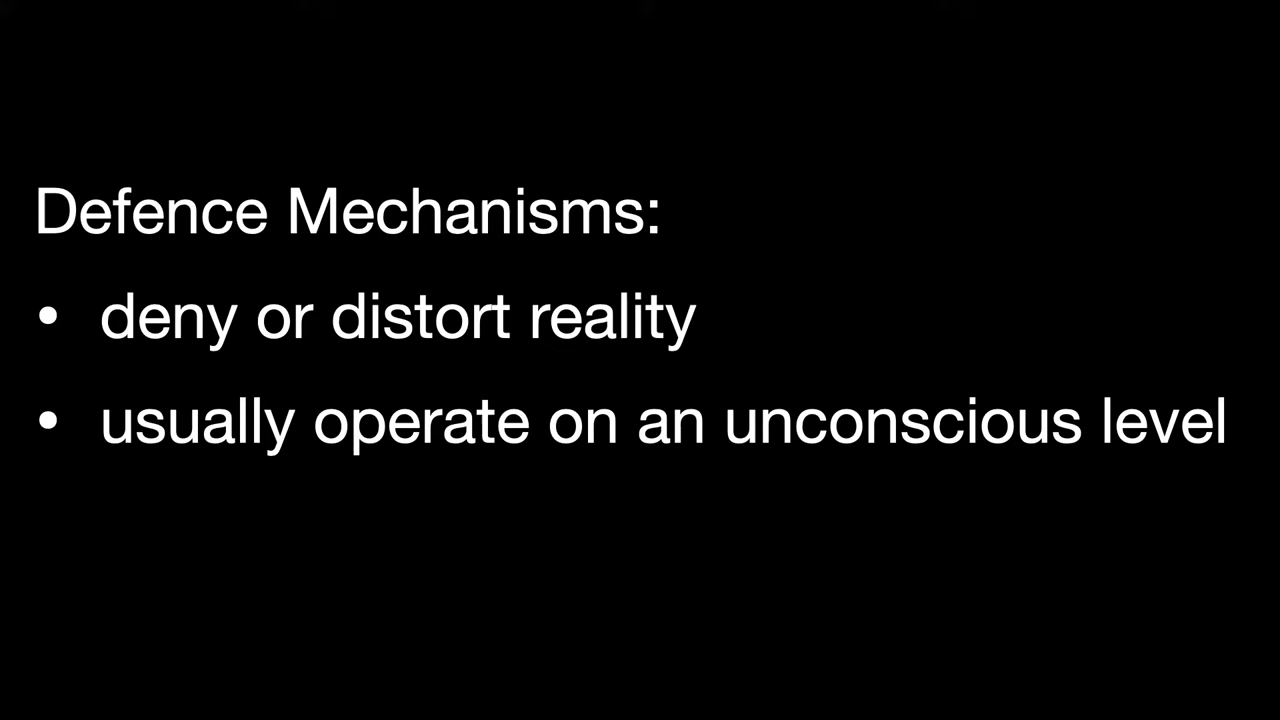 Defence Mechanisms:
• deny or distort reality
• usually operate on an unconscious level